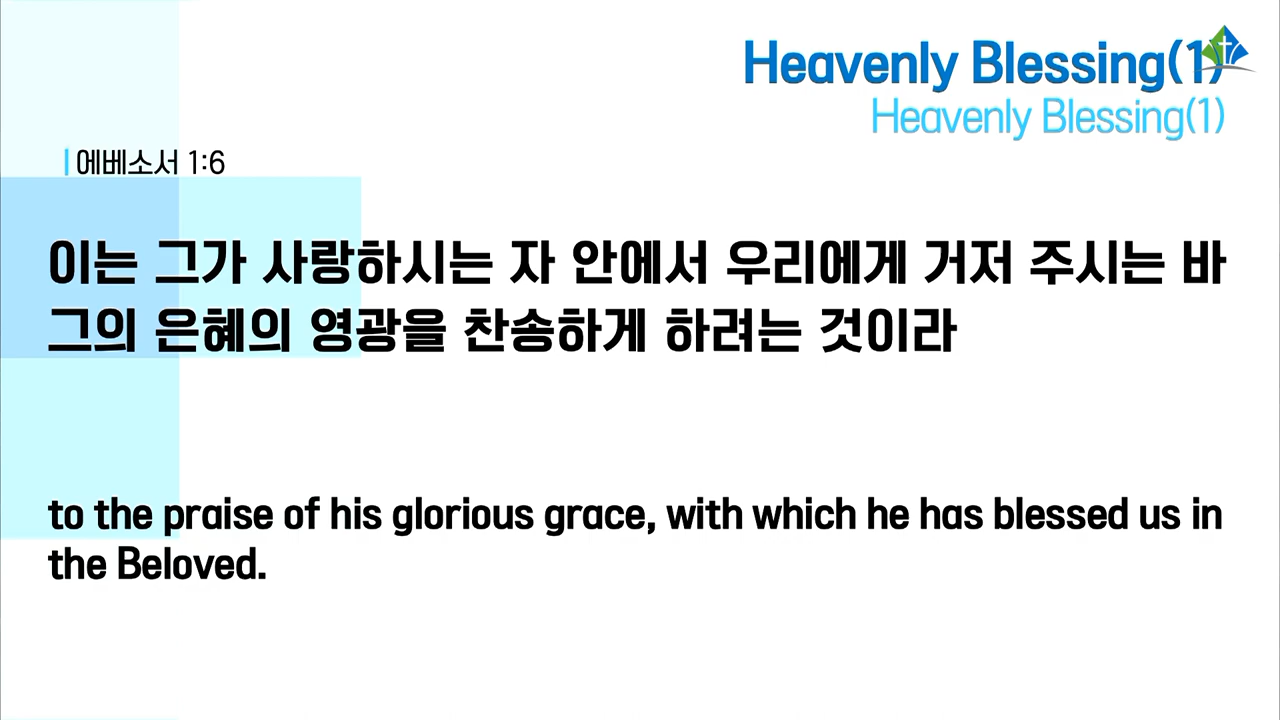 Heavenly Blessing(1)
Heavenly Blessing(1)
에베소서 1:6
이는 그가 사랑하시는 자 안에서 우리에게 거저 주시는 바
그의 은혜의 영광을 찬송하게 하려는 것이라
to the praise of his glorious grace, with which he has blessed us in
the Beloved.